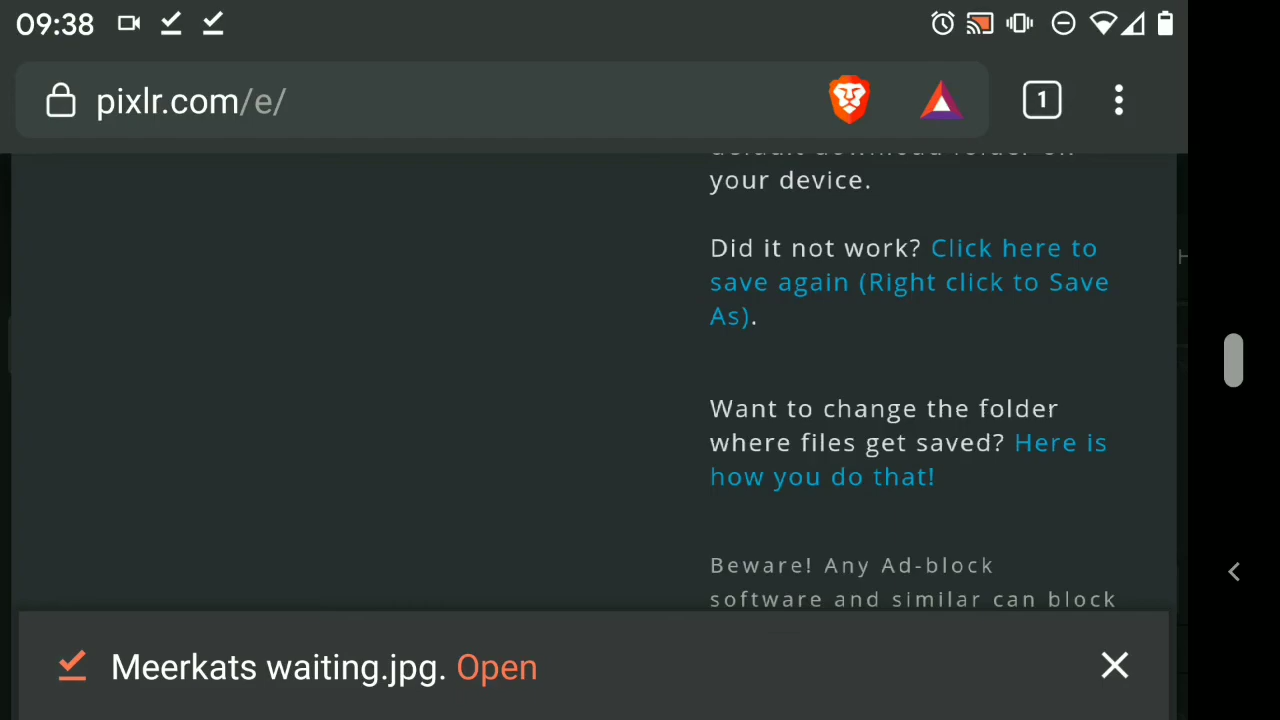 09:38
pixlr.com/e/
1
your device.
Did it not work? Click here to
save again (Right click to Save
As).
Want to change the folder
where files get saved? Here is
how you do that!
Beware! Any Ad-block
software and similar can block
Meerkats waiting.jpg. Open